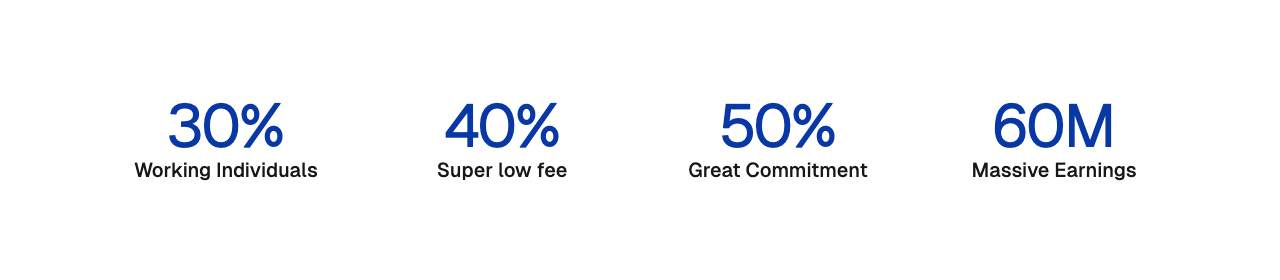 30%
Working Individuals
40%
Super low fee
50%
Great Commitment
60M
Massive Earnings